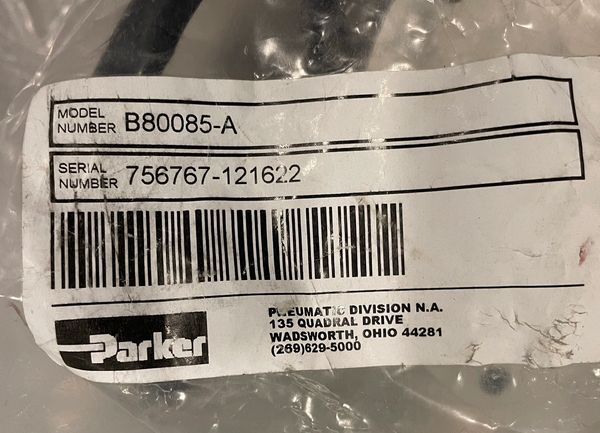 MODEL
NUMBER B80085-A
SERIAL
NUMBER 756767-121622
Parker
PNEUMATIC DIVISION N.A.
135 QUADRAL DRIVE
WADSWORTH, OHIO 44281
(269)629-5000